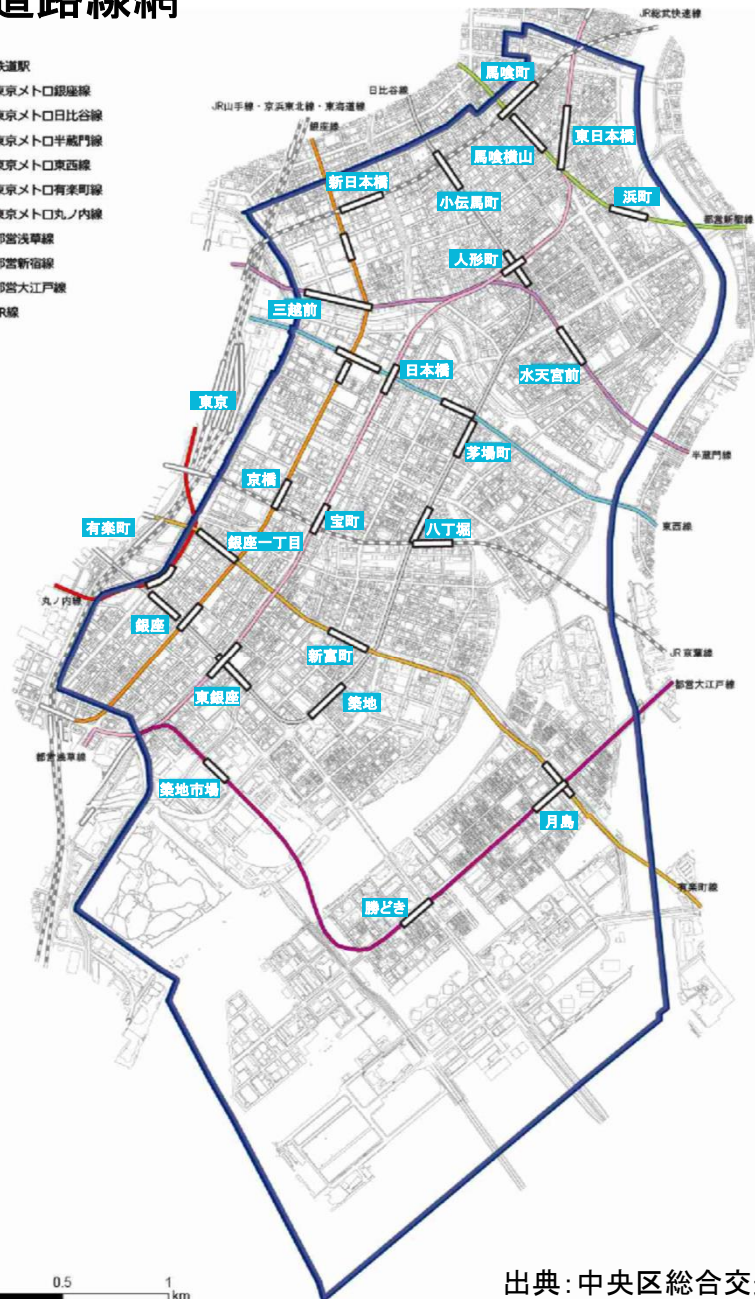 道路線網
鉄道駅
東京メトロ銀座線
東京メトロ日比谷線
東京メトロ半蔵門線
東京メトロ東西線
東京メトロ有楽町線
東京メトロ丸ノ内線
都営浅草線
都営新宿線
都営大江戸線
JR線
JR総武快速線
日比谷線
JR山手線・京浜東北線・東海道線
銀座線
馬喰町
東日本橋
馬喰横山
新日本橋
小伝馬町
浜町
都営新宿線
人形町
三越前
日本橋
水天宮前
東京
茅場町
半蔵門線
京橋
有楽町
銀座一丁目
宝町
八丁堀
東西線
丸ノ内線
銀座
新富町
JR京葉線
東銀座
築地
都営大江戸線
都営浅草線
築地市場
月島
有楽町線
勝どき
0.5
1
km
出典：中央区総合交